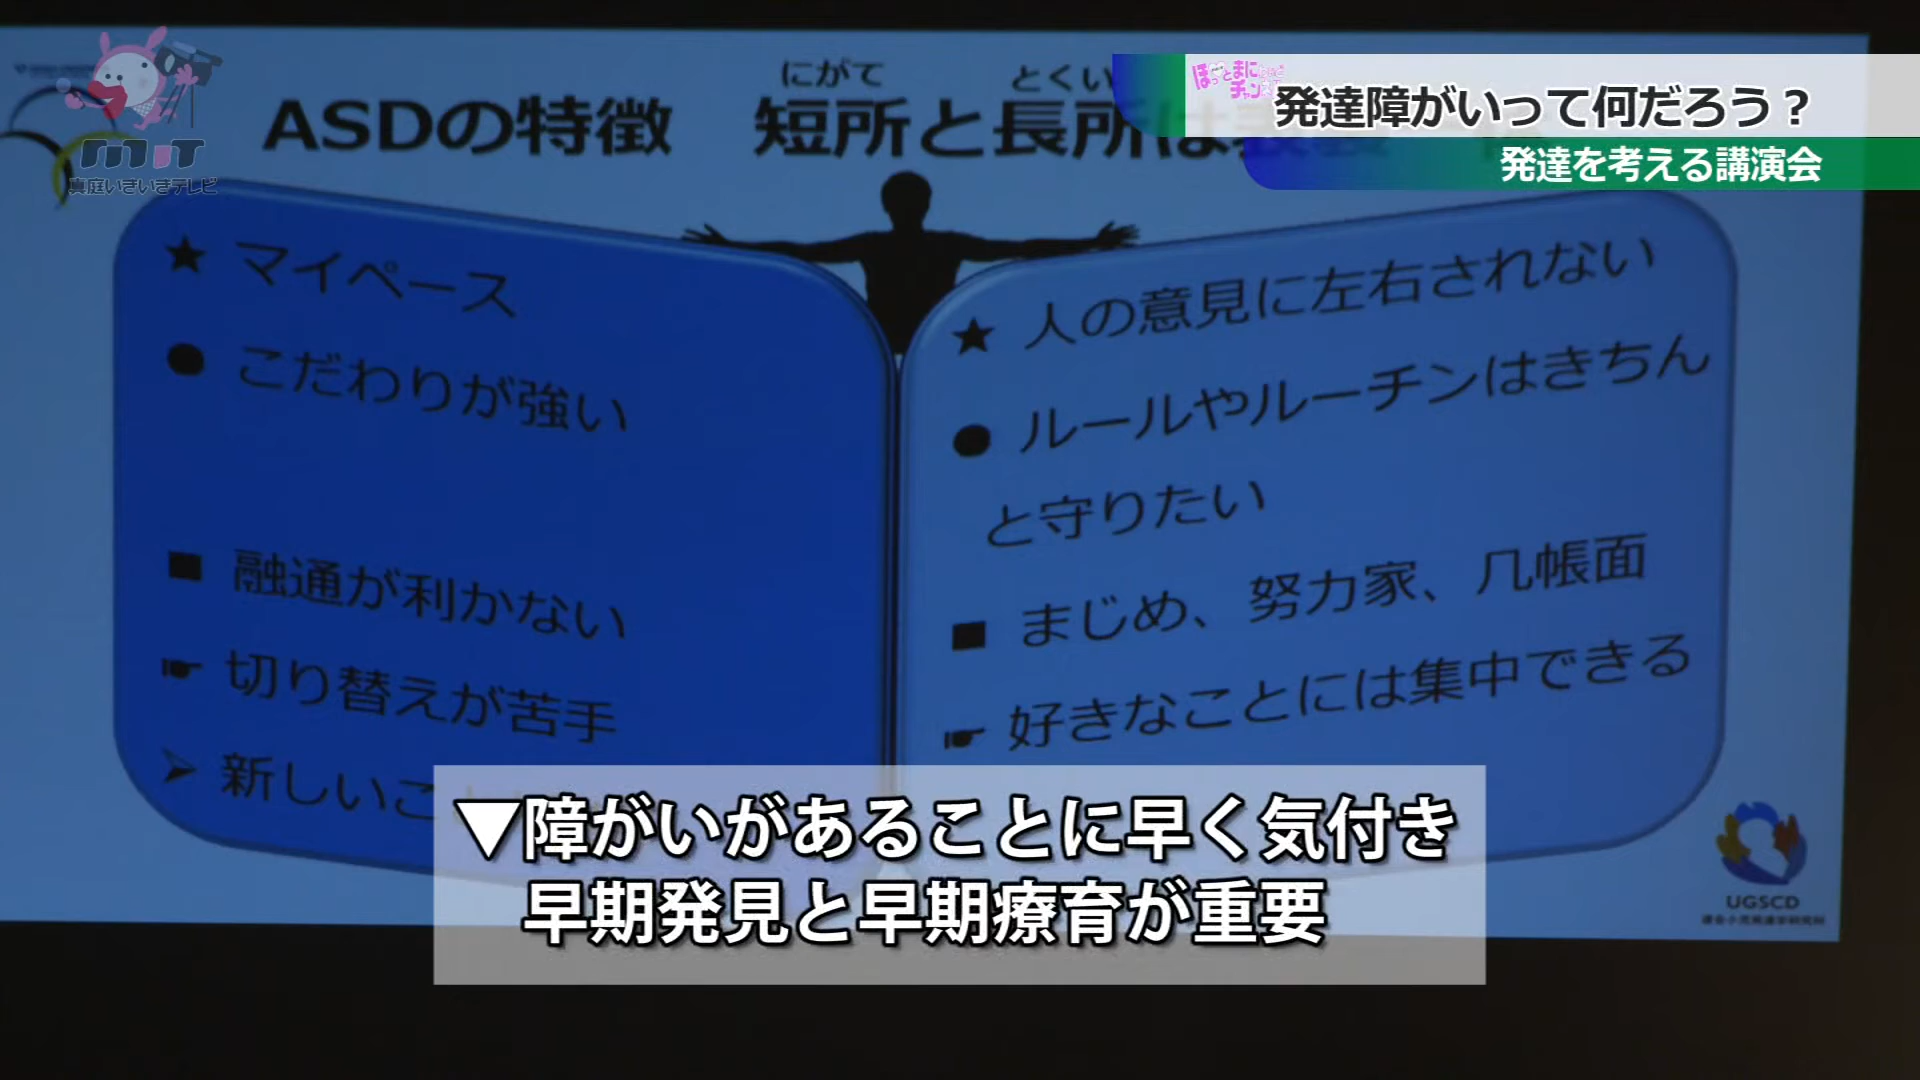 真庭いきいきテレビ
発達障がいって何だろう？
発達を考える講演会
にがて
ASDの特徴 短所と長所は
★ マイペース
● こだわりが強い
■ 融通が利かない
☛ 切り替えが苦手
➢ 新しいこ
★ 人の意見に左右されない
● ルールやルーチンはきちん
と守りたい
■ まじめ、努力家、几帳面
☛ 好きなことには集中できる
▼障がいがあることに早く気付き
早期発見と早期療育が重要
UGSCD